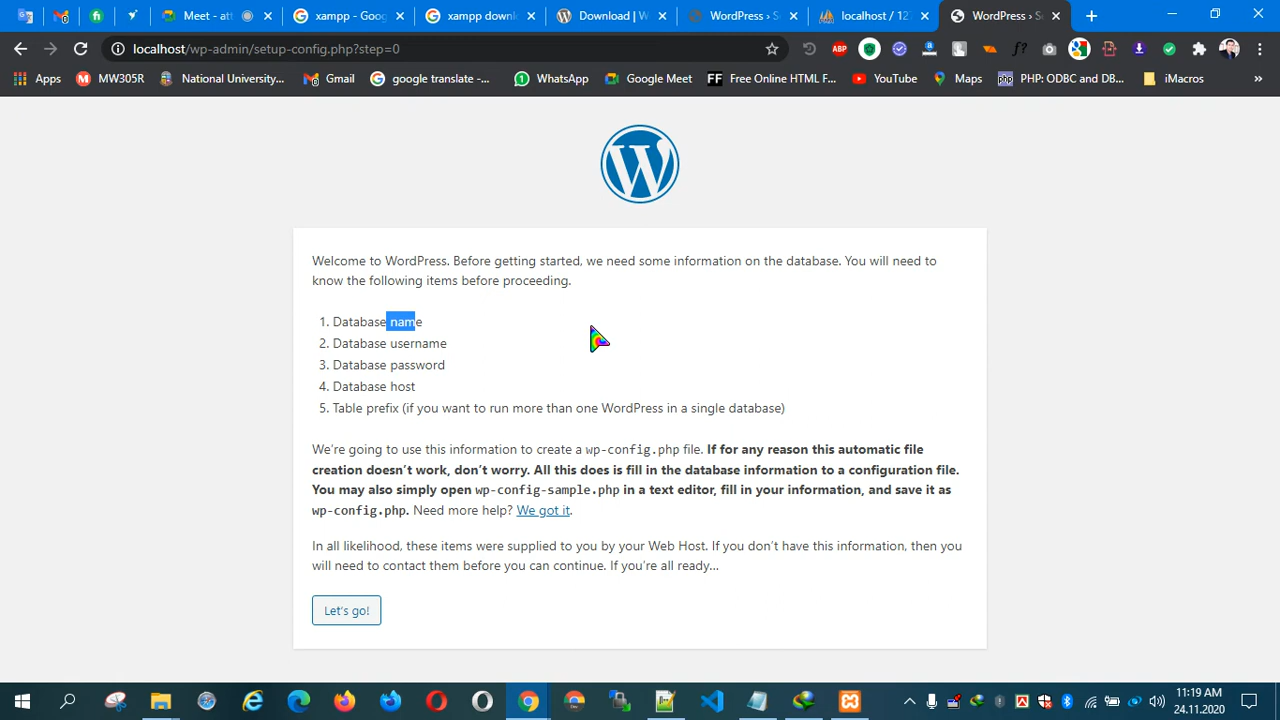 Meet - att
xampp - Goog
xampp downl
Download | W
WordPress › S
localhost / 12
WordPress › S
localhost/wp-admin/setup-config.php?step=0
Apps
MW305R
National University...
Gmail
google translate -...
WhatsApp
Google Meet
Free Online HTML F...
YouTube
Maps
PHP: ODBC and DB...
iMacros
Welcome to WordPress. Before getting started, we need some information on the database. You will need to
know the following items before proceeding.
1. Database name
2. Database username
3. Database password
4. Database host
5. Table prefix (if you want to run more than one WordPress in a single database)
We're going to use this information to create a wp-config.php file. If for any reason this automatic file
creation doesn't work, don't worry. All this does is fill in the database information to a configuration file.
You may also simply open wp-config-sample.php in a text editor, fill in your information, and save it as
wp-config.php. Need more help? We got it.
In all likelihood, these items were supplied to you by your Web Host. If you don't have this information, then you
will need to contact them before you can continue. If you're all ready...
Let's go!
11:19 AM
24.11.2020